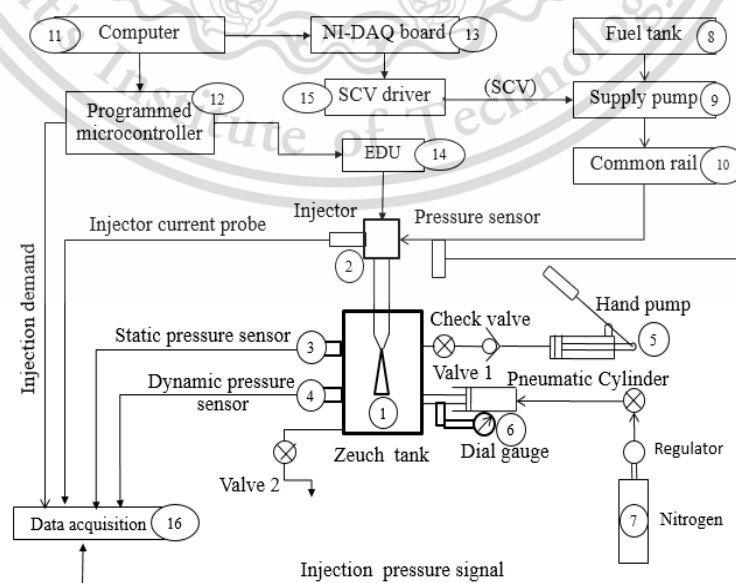 's Institute of Technology
11 Computer
NI-DAQ board 13
Fuel tank 8
12
Programmed
microcontroller
15 SCV driver
(SCV)
Supply pump 9
EDU 14
Common rail 10
Injector
Pressure sensor
Injector current probe
2
Injection demand
Hand pump
Check valve
5
Static pressure sensor 3
Valve 1
Dynamic pressure
sensor
4
1
Pneumatic Cylinder
6
Dial gauge
Zeuch tank
Regulator
Valve 2
7 Nitrogen
Data acquisition 16
Injection pressure signal